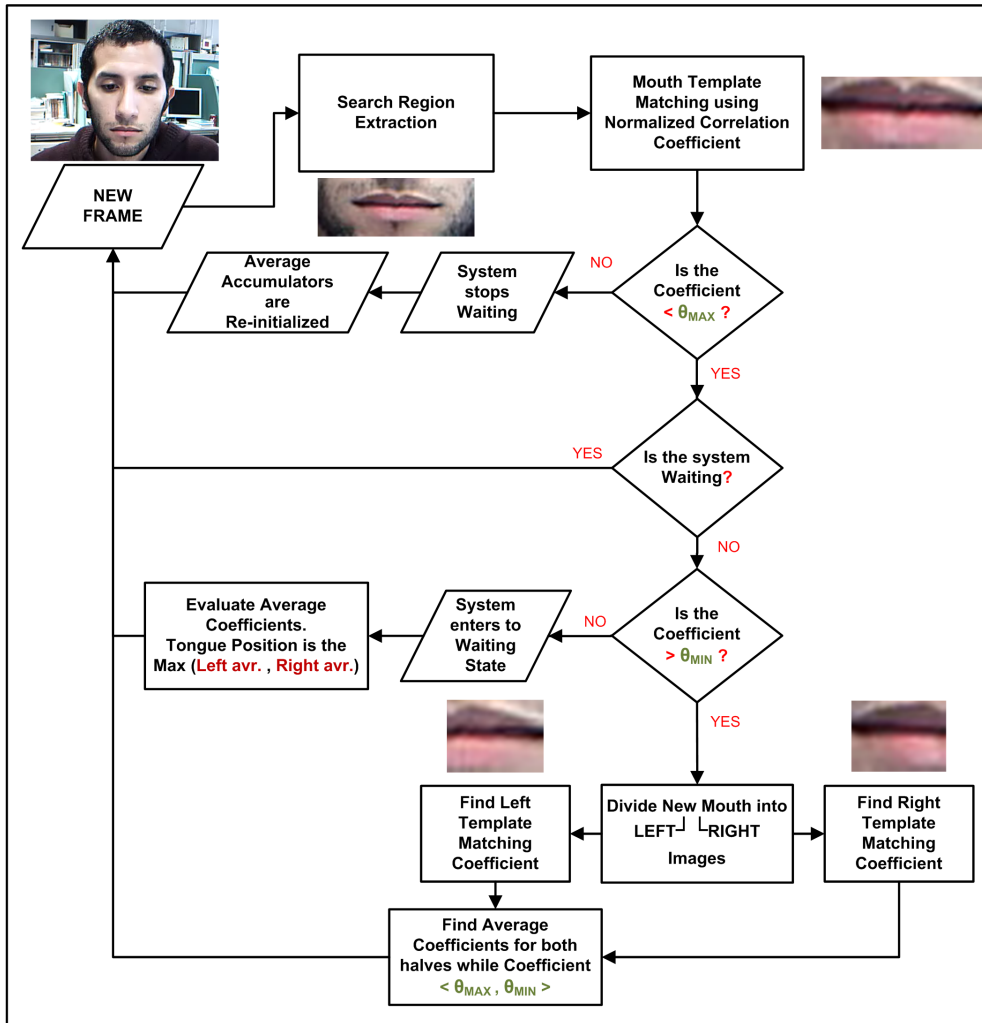 Search Region
Extraction
Mouth Template
Matching using
Normalized Correlation
Coefficient
NEW
FRAME
Average
Accumulators
are
Re-initialized
System
stops
Waiting
NO
Is the
Coefficient
< θMAX ?
YES
YES
Is the system
Waiting?
NO
Evaluate Average
Coefficients.
Tongue Position is the
Max (Left avr. , Right avr.)
System
enters to
Waiting
State
NO
Is the
Coefficient
> θMIN ?
YES
Find Left
Template
Matching
Coefficient
Divide New Mouth into
LEFT RIGHT
Images
Find Right
Template
Matching
Coefficient
Find Average
Coefficients for both
halves while Coefficient
< θMAX , θMIN >